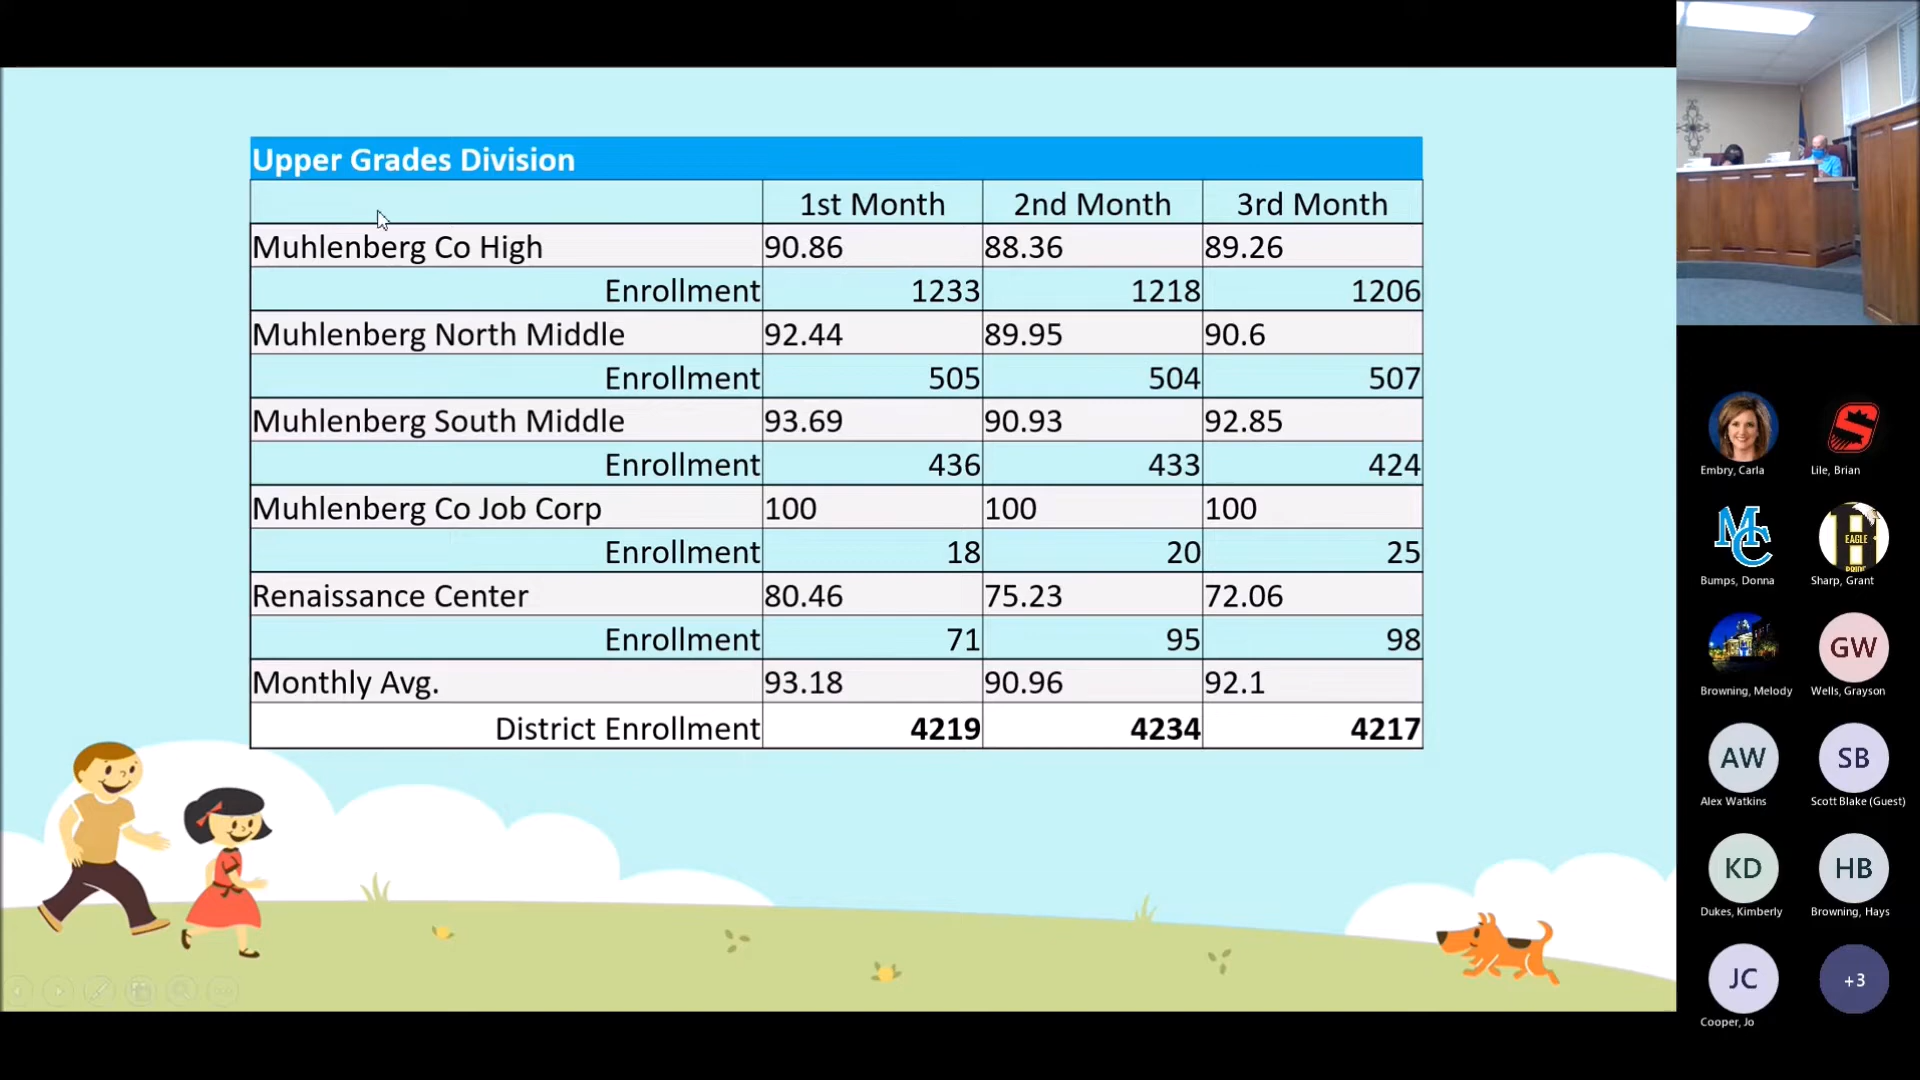 Upper Grades Division
1st Month 2nd Month 3rd Month
Muhlenberg Co High 90.86 88.36 89.26
Enrollment 1233 1218 1206
Muhlenberg North Middle 92.44 89.95 90.6
Enrollment 505 504 507
Muhlenberg South Middle 93.69 90.93 92.85
Enrollment 436 433 424
Muhlenberg Co Job Corp 100 100 100
Enrollment 18 20 25
Renaissance Center 80.46 75.23 72.06
Enrollment 71 95 98
Monthly Avg. 93.18 90.96 92.1
District Enrollment 4219 4234 4217
S
Embry, Carla Lile, Brian
MC H
EAGLE
PRIDE
Bumps, Donna Sharp, Grant
GW
Browning, Melody Wells, Grayson
AW SB
Alex Watkins Scott Blake (Guest)
KD HB
Dukes, Kimberly Browning, Hays
JC +3
Cooper, Jo